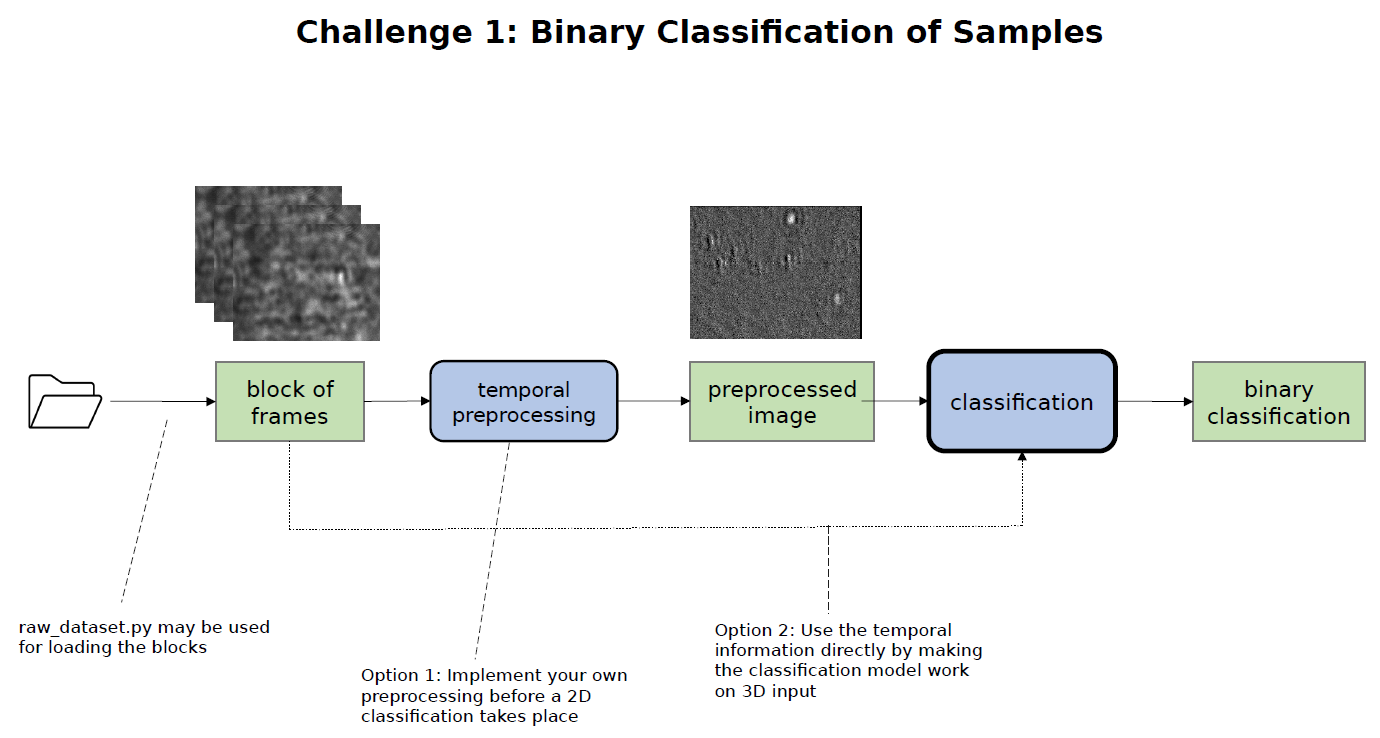 Challenge 1: Binary Classification of Samples
block of
frames
temporal
preprocessing
preprocessed
image
classification
binary
classification
raw_dataset.py may be used
for loading the blocks
Option 1: Implement your own
preprocessing before a 2D
classification takes place
Option 2: Use the temporal
information directly by making
the classification model work
on 3D input